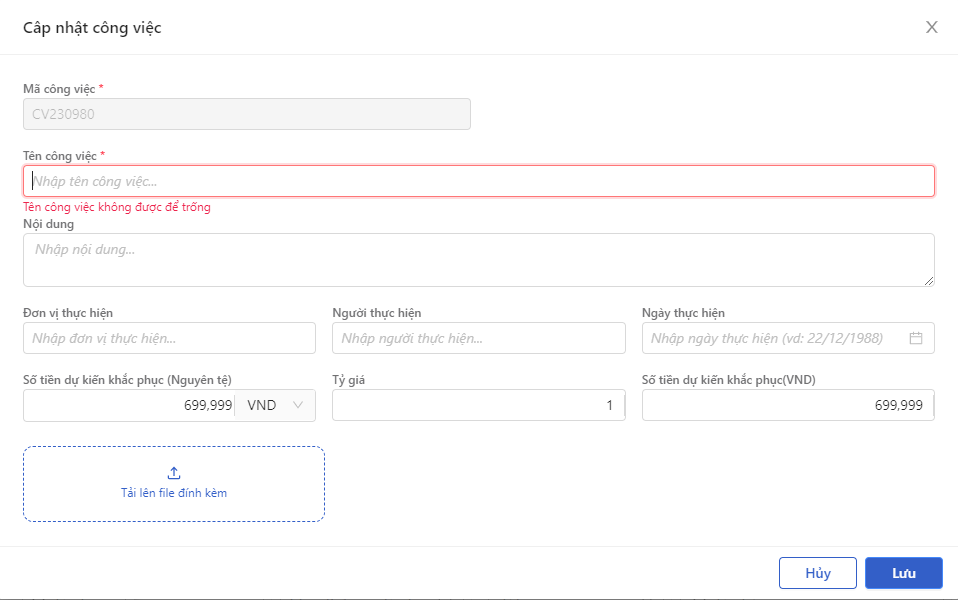 Câp nhật công việc
Mã công việc *
CV230980
Tên công việc *
Nhập tên công việc...
Tên công việc không được để trống
Nội dung
Nhập nội dung...
Đơn vị thực hiện
Người thực hiện
Ngày thực hiện
Nhập đơn vị thực hiện...
Nhập người thực hiện...
Nhập ngày thực hiện (vd: 22/12/1988)
Số tiền dự kiến khắc phục (Nguyên tệ)
Tỷ giá
Số tiền dự kiến khắc phục(VND)
699,999 VND
1
699,999
Tải lên file đính kèm
Hủy
Lưu